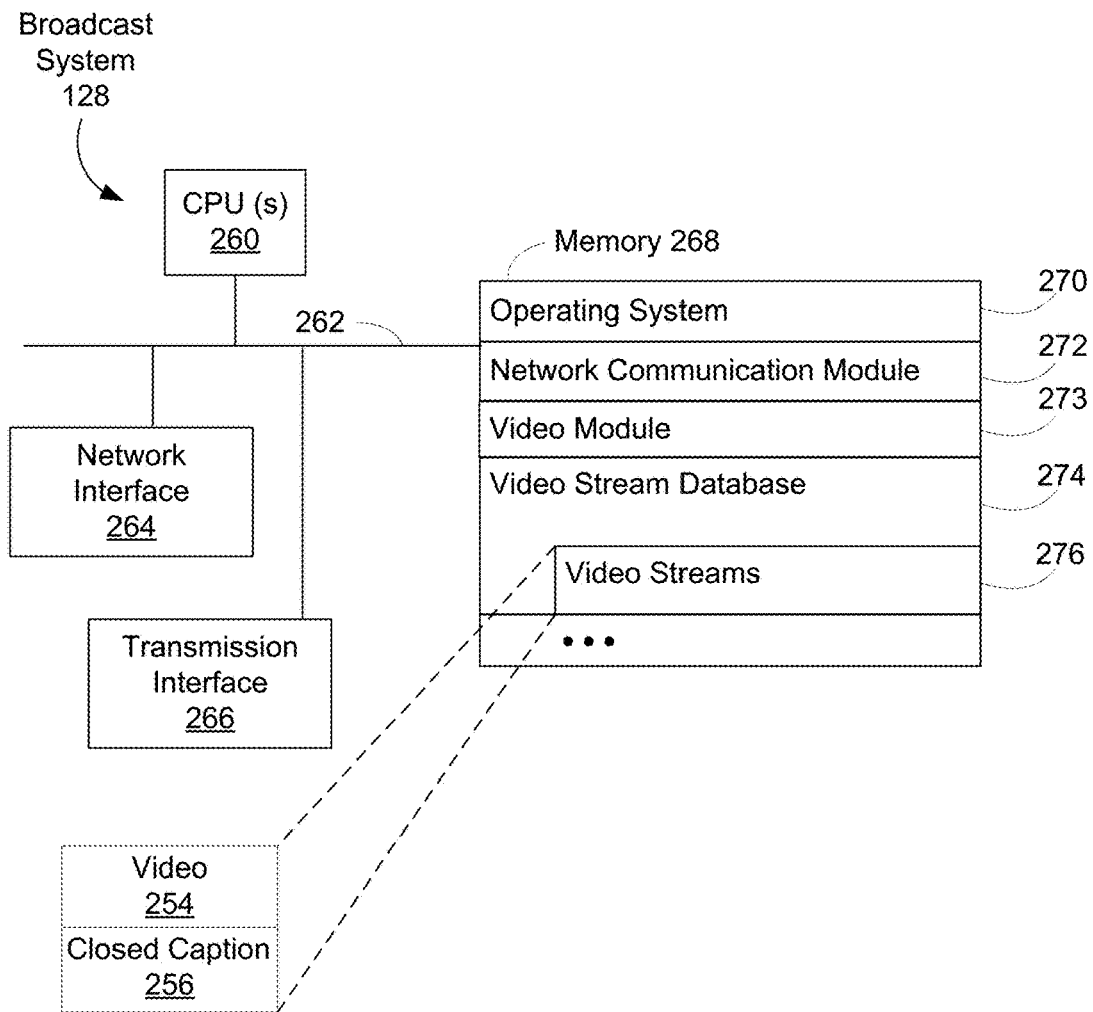 Broadcast
System
128
CPU (s)
260
Memory 268
270
Operating System
262
272
Network Communication Module
273
Video Module
Network
Interface
264
274
Video Stream Database
276
Video Streams
•••
Transmission
Interface
266
Video
254
Closed Caption
256